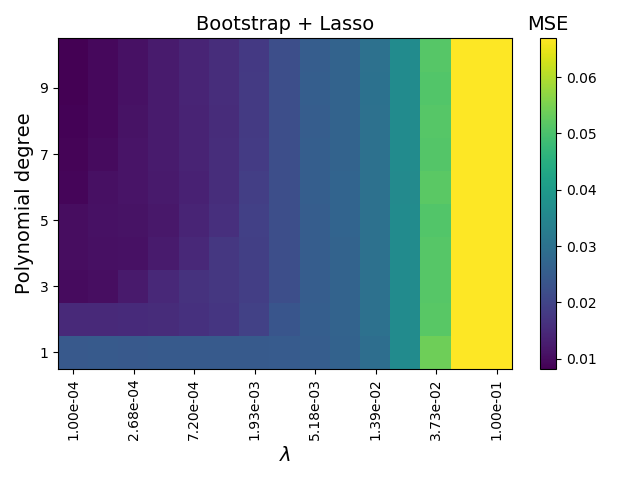 Bootstrap + Lasso
MSE
Polynomial degree
9
7
5
3
1
1.00e-04
2.68e-04
7.20e-04
1.93e-03
5.18e-03
1.39e-02
3.73e-02
1.00e-01
λ
0.06
0.05
0.04
0.03
0.02
0.01